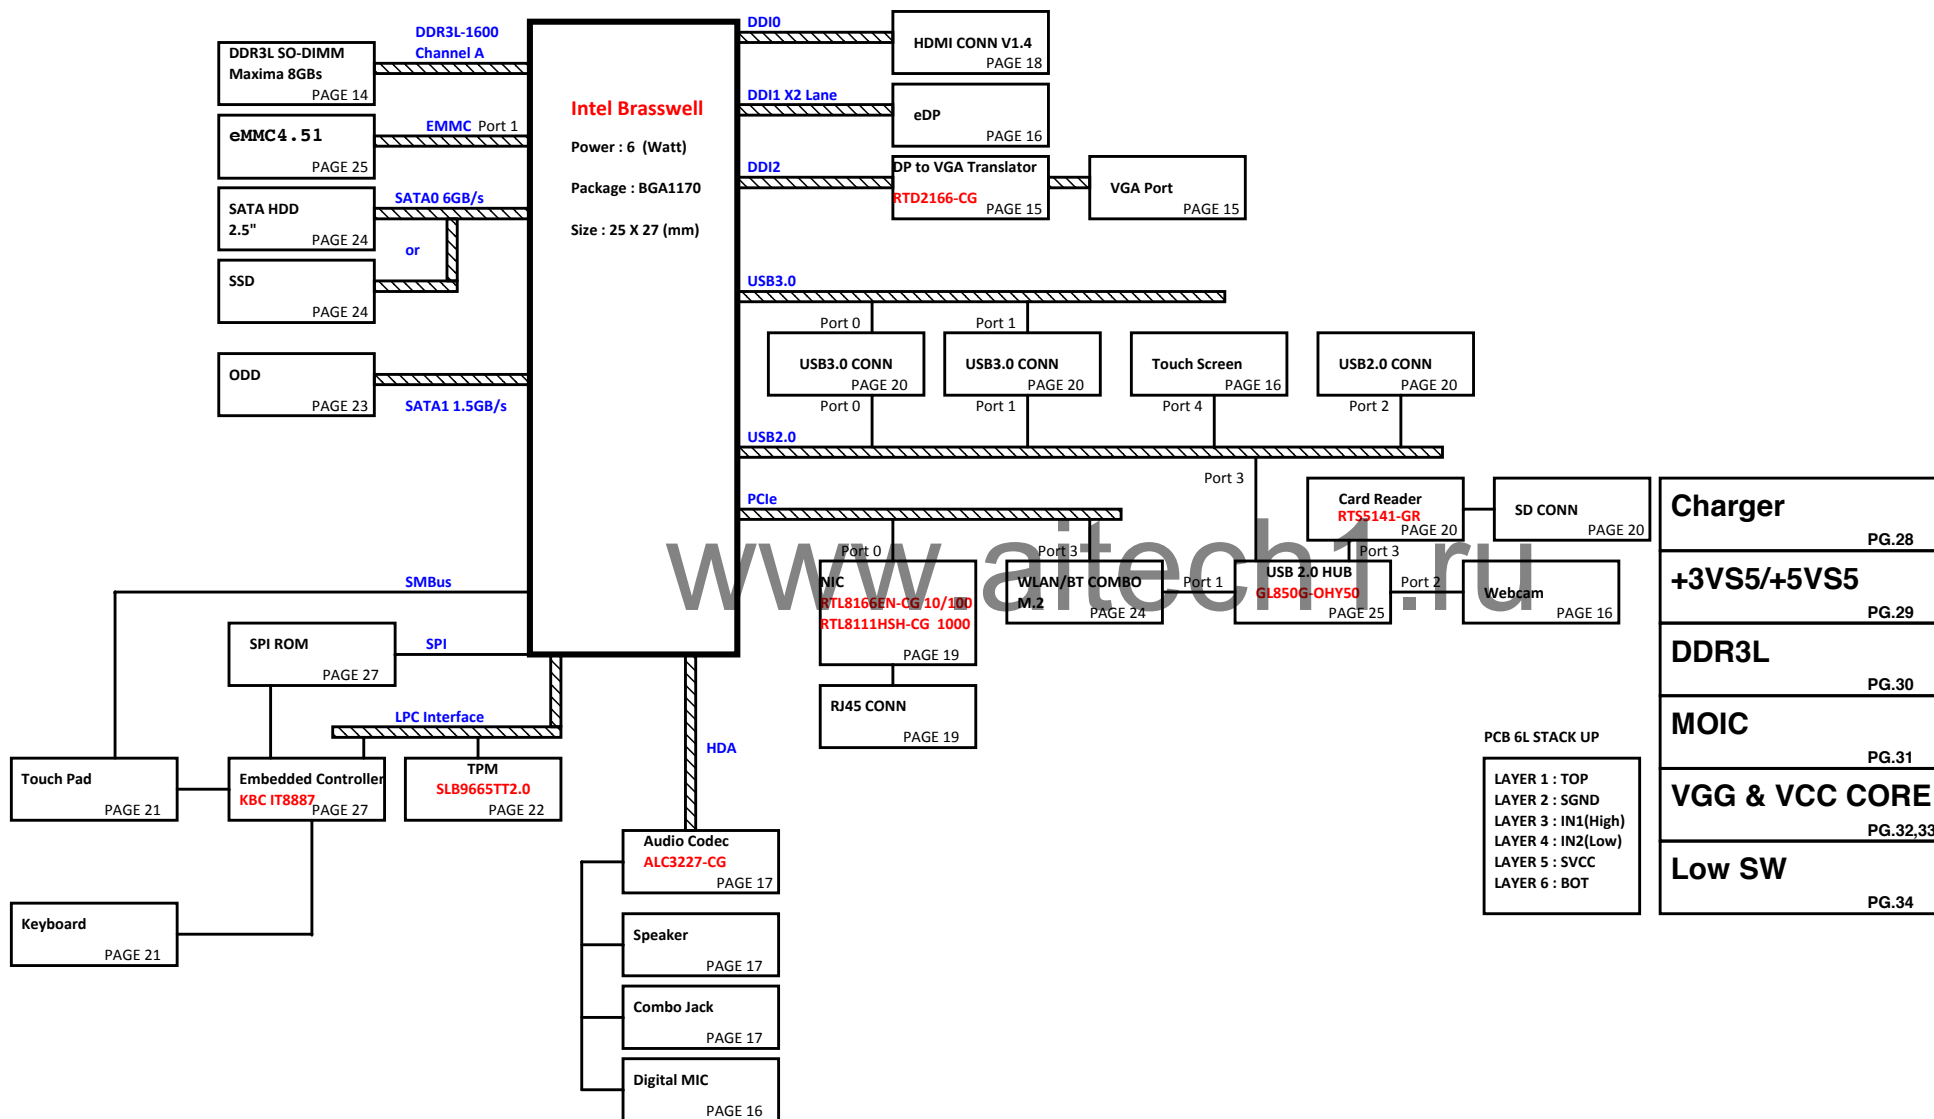 DDR3L SO-DIMM
Maxima 8GBs
PAGE 14
DDR3L-1600
Channel A
eMMC4.51
PAGE 25
EMMC Port 1
SATA HDD
2.5"
PAGE 24
SATA0 6GB/s
or
SSD
PAGE 24
ODD
PAGE 23
SATA1 1.5GB/s
Intel Brasswell
Power : 6 (Watt)
Package : BGA1170
Size : 25 X 27 (mm)
DDI0
HDMI CONN V1.4
PAGE 18
DDI1 X2 Lane
eDP
PAGE 16
DDI2
DP to VGA Translator
RTD2166-CG
PAGE 15
VGA Port
PAGE 15
USB3.0
Port 0
Port 1
USB3.0 CONN
PAGE 20
USB3.0 CONN
PAGE 20
Touch Screen
PAGE 16
USB2.0 CONN
PAGE 20
Port 0
Port 1
Port 4
Port 2
USB2.0
Port 3
PCIe
Card Reader
RTS5141-GR
PAGE 20
SD CONN
PAGE 20
Port 0
Port 3
Port 3
NIC
RTL8166EN-CG 10/100
RTL8111HSH-CG 1000
PAGE 19
WLAN/BT COMBO
M.2
PAGE 24
Port 1
USB 2.0 HUB
GL850G-OHY50
PAGE 25
Port 2
Webcam
PAGE 16
RJ45 CONN
PAGE 19
www.aitech1.ru
SMBus
SPI ROM
PAGE 27
SPI
LPC Interface
HDA
Touch Pad
PAGE 21
Embedded Controller
KBC IT8887
PAGE 27
TPM
SLB9665TT2.0
PAGE 22
Keyboard
PAGE 21
Audio Codec
ALC3227-CG
PAGE 17
Speaker
PAGE 17
Combo Jack
PAGE 17
Digital MIC
PAGE 16
PCB 6L STACK UP
LAYER 1 : TOP
LAYER 2 : SGND
LAYER 3 : IN1(High)
LAYER 4 : IN2(Low)
LAYER 5 : SVCC
LAYER 6 : BOT
Charger
PG.28
+3VS5/+5VS5
PG.29
DDR3L
PG.30
MOIC
PG.31
VGG & VCC CORE
PG.32,33
Low SW
PG.34